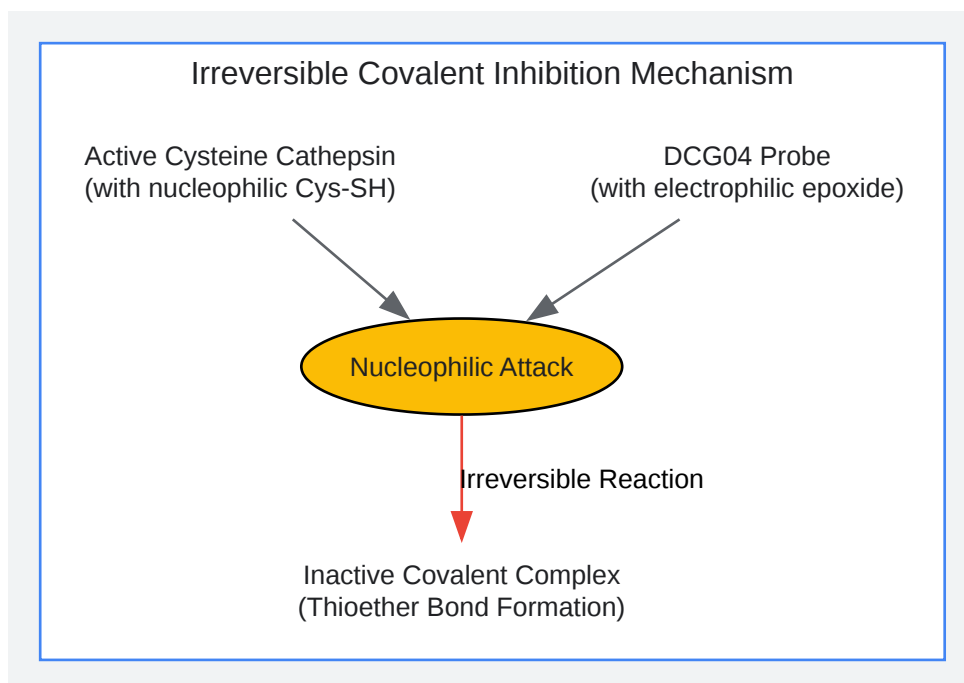 Irreversible Covalent Inhibition Mechanism
Active Cysteine Cathepsin
(with nucleophilic Cys-SH)
DCG04 Probe
(with electrophilic epoxide)
Nucleophilic Attack
Irreversible Reaction
Inactive Covalent Complex
(Thioether Bond Formation)